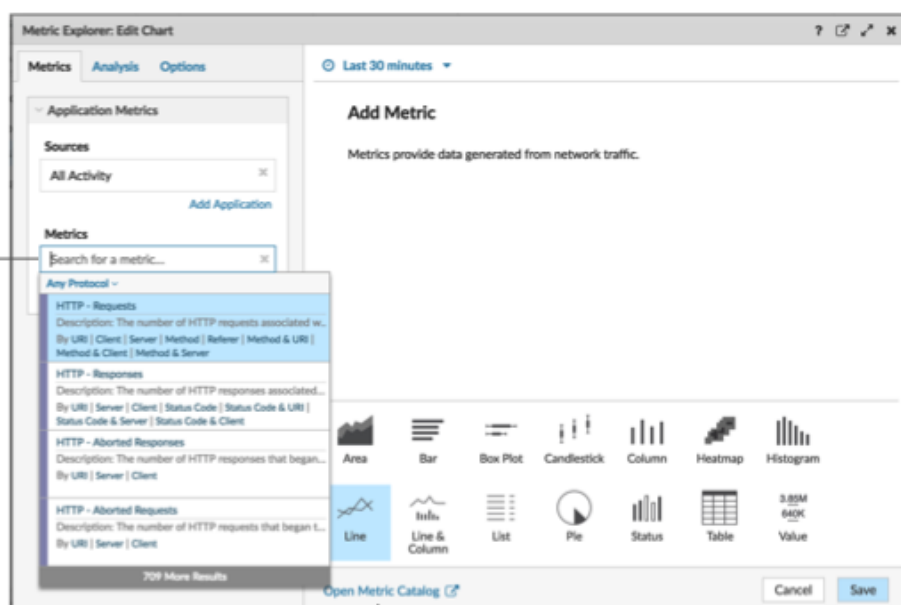 Metric Explorer: Edit Chart
?
Metrics Analysis Options
Last 30 minutes
Application Metrics
Sources
All Activity
Add Application
Metrics
Search for a metric...
Any Protocol
HTTP - Requests
Description: The number of HTTP requests associated w...
By URI | Client | Server | Method | Referer | Method & URI |
Method & Client | Method & Server
HTTP - Responses
Description: The number of HTTP responses associated...
By URI | Server | Client | Status Code | Status Code & URI |
Status Code & Server | Status Code & Client
HTTP - Aborted Responses
Description: The number of HTTP responses that began...
By URI | Server | Client
HTTP - Aborted Requests
Description: The number of HTTP requests that began t...
By URI | Server | Client
709 More Results
Add Metric
Metrics provide data generated from network traffic.
Area Bar Box Plot Candlestick Column Heatmap Histogram
3.85M
640K
Line Line & Column List Pie Status Table Value
Open Metric Catalog
Cancel Save